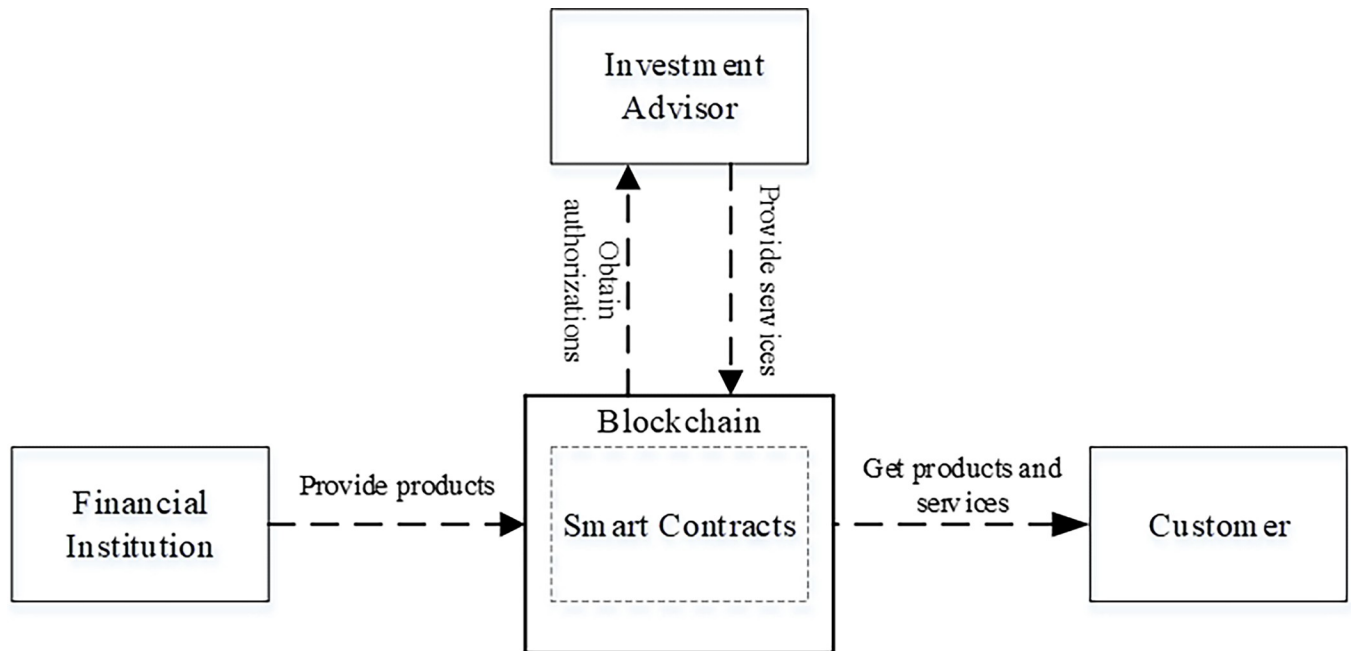 Investment
Advisor
Obtain
authorizations
Provide services
Blockchain
Financial
Institution
Provide products
Smart Contracts
Get products and
services
Customer